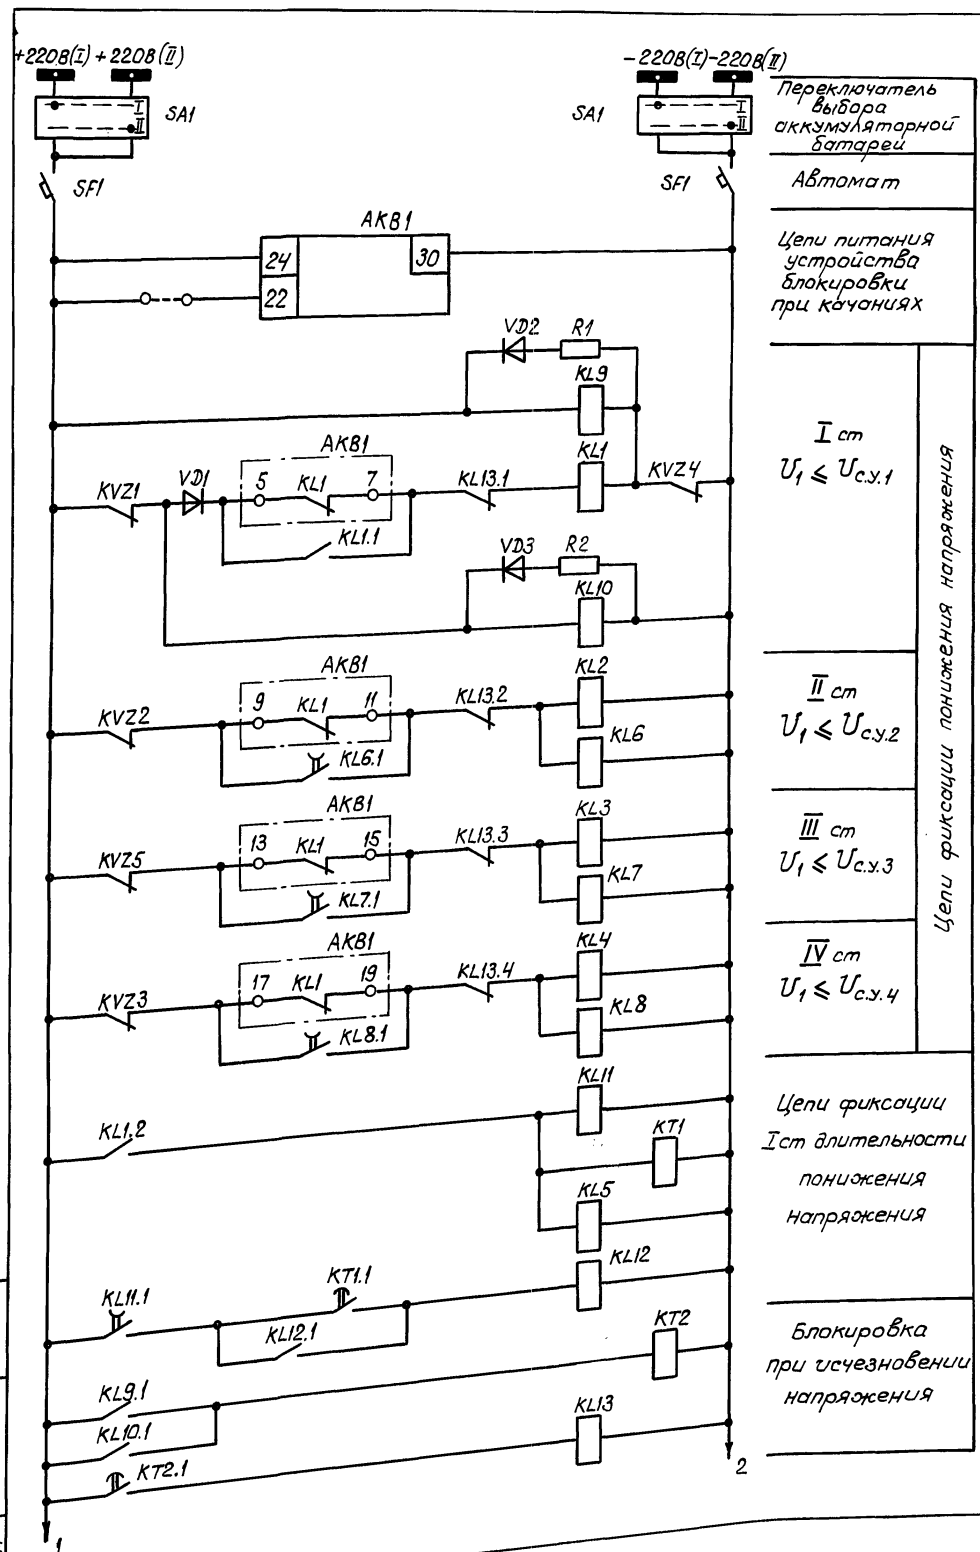 +220В(I) +220В(II)
-220В(I) -220В(II)
SA1
I
II
SA1
I
II
Переключатель
выбора
аккумуляторной
батареи
SF1
SF1
Автомат
АКВ1
24
30
22
Цепи питания
устройства
блокировки
при качаниях
VD2
R1
KL9
АКВ1
KVZ1
VD1
5
KL1
7
KL13.1
KL1
KVZ4
KL1.1
I ст
U1 ≤ Uс.у.1
VD3
R2
KL10
АКВ1
KVZ2
9
KL1
11
KL13.2
KL2
KL6
KL6.1
II ст
U1 ≤ Uс.у.2
АКВ1
KVZ5
13
KL1
15
KL13.3
KL3
KL7
KL7.1
III ст
U1 ≤ Uс.у.3
АКВ1
KVZ3
17
KL1
19
KL13.4
KL4
KL8
KL8.1
IV ст
U1 ≤ Uс.у.4
Цепи фиксации понижения напряжения
KL1.2
KL11
KT1
KL5
Цепи фиксации
I ст длительности
понижения
напряжения
KL11.1
KT1.1
KL12.1
KL12
KT2
KL9.1
KL10.1
KT2.1
KL13
Блокировка
при исчезновении
напряжения
2
1